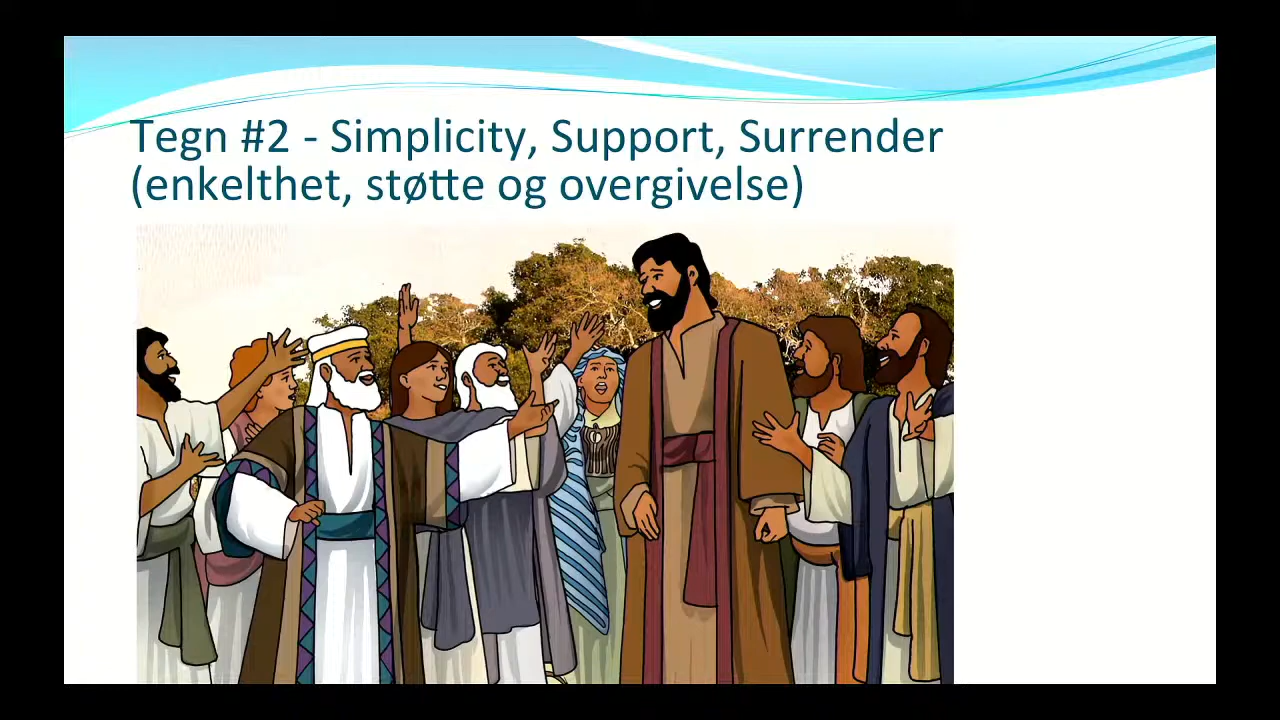 Tegn #2 - Simplicity, Support, Surrender
(enkelthet, støtte og overgivelse)